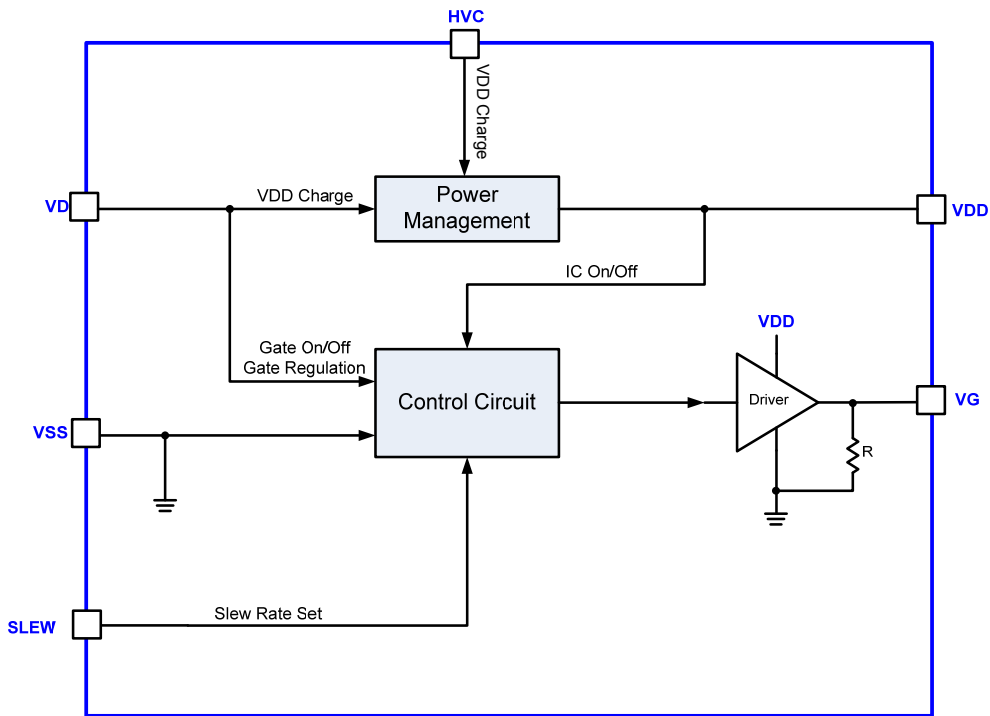 HVC
VDD Charge
VD
VDD Charge
Power
Management
VDD
IC On/Off
VDD
Gate On/Off
Gate Regulation
Control Circuit
Driver
VG
VSS
R
Slew Rate Set
SLEW